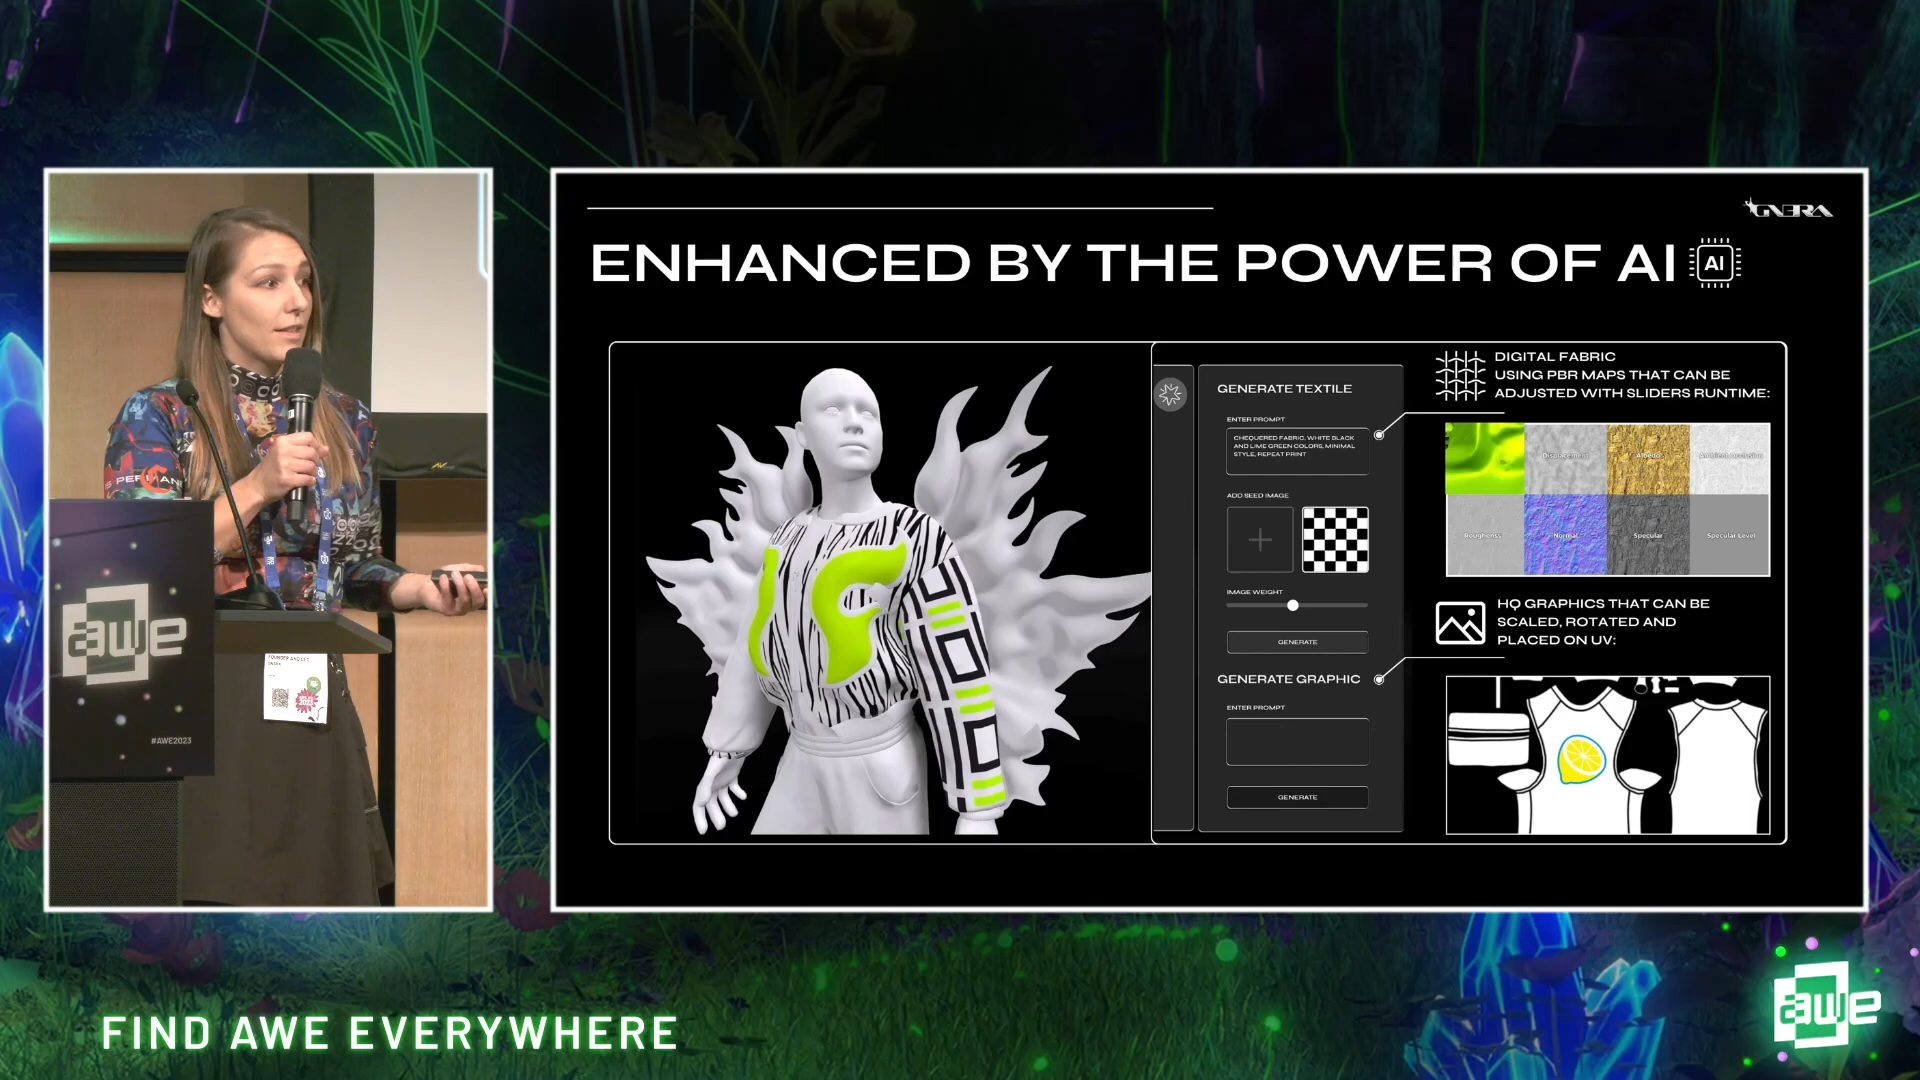 GNERA
ENHANCED BY THE POWER OF AI
AI
DIGITAL FABRIC
USING PBR MAPS THAT CAN BE
ADJUSTED WITH SLIDERS RUNTIME:
GENERATE TEXTILE
ENTER PROMPT
CHEQUERED FABRIC, WHITE BLACK
AND LIME GREEN COLORS, MINIMAL
STYLE, REPEAT PRINT
ADD SEED IMAGE
IMAGE WEIGHT
GENERATE
GENERATE GRAPHIC
ENTER PROMPT
GENERATE
Displacement
Albedo
Ambient Occlusion
Roughness
Normal
Specular
Specular Level
HQ GRAPHICS THAT CAN BE
SCALED, ROTATED AND
PLACED ON UV:
awe
#AWE2023
FIND AWE EVERYWHERE
awe